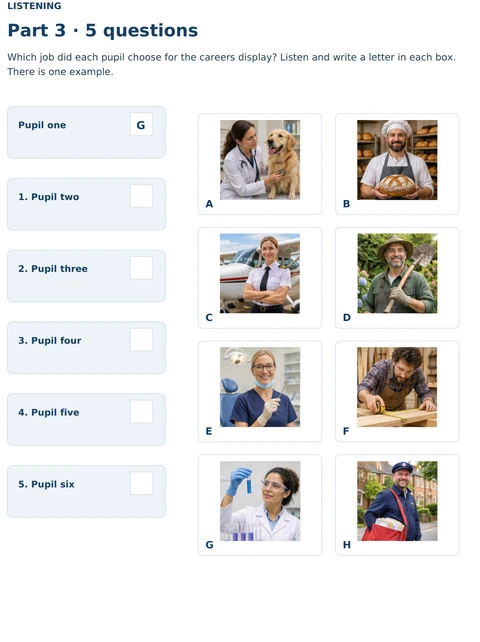 LISTENING
Part 3 · 5 questions
Which job did each pupil choose for the careers display? Listen and write a letter in each box.
There is one example.
Pupil one
G
1. Pupil two
2. Pupil three
3. Pupil four
4. Pupil five
5. Pupil six
A
B
C
D
E
F
G
H